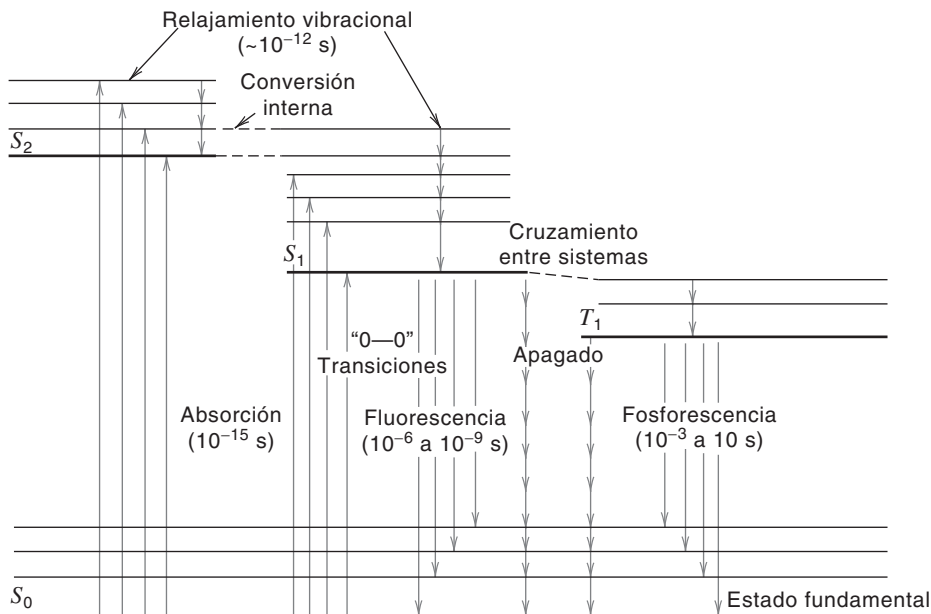 Relajamiento vibracional
(~10⁻¹² s)
Conversión
interna
S₂
S₁
Cruzamiento
entre sistemas
T₁
“0—0”
Transiciones
Apagado
Absorción
(10⁻¹⁵ s)
Fluorescencia
(10⁻⁶ a 10⁻⁹ s)
Fosforescencia
(10⁻³ a 10 s)
S₀
Estado fundamental